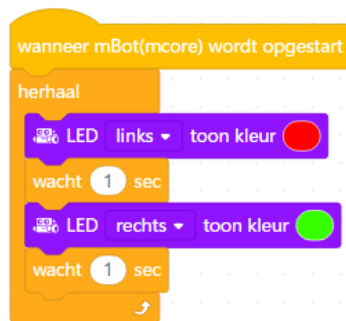 wanneer mBot(mcore) wordt opgestart
herhaal
LED links toon kleur
wacht 1 sec
LED rechts toon kleur
wacht 1 sec